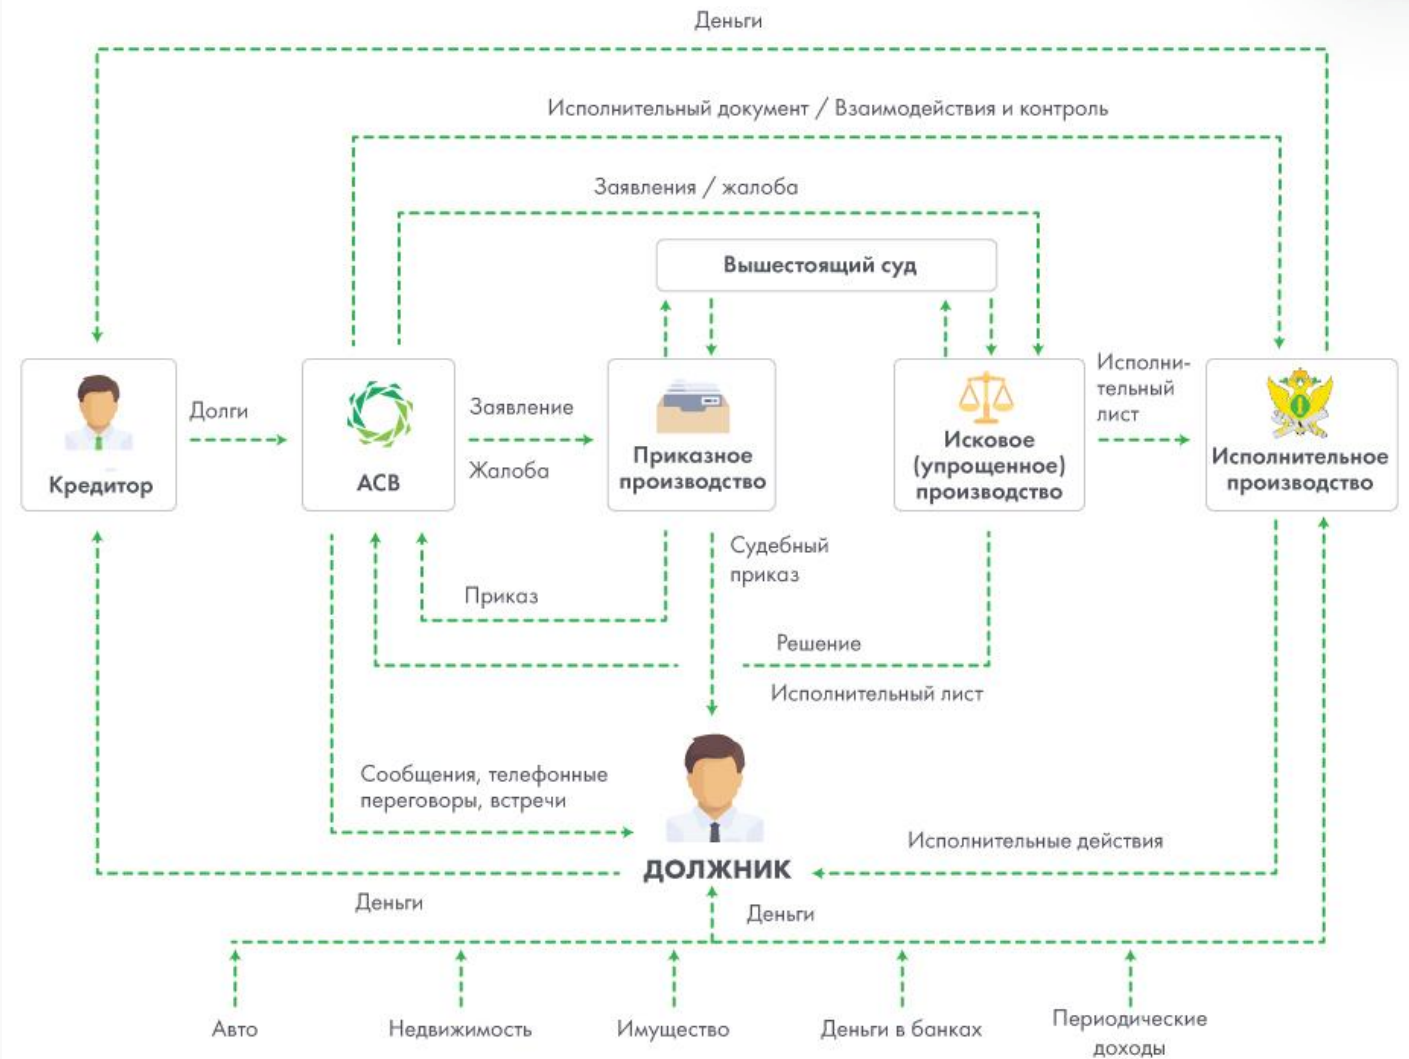 Деньги
Исполнительный документ / Взаимодействия и контроль
Заявления / жалоба
Вышестоящий суд
Кредитор
Долги
АСВ
Заявление
Жалоба
Приказное
производство
Исковое
(упрощенное)
производство
Исполни-
тельный
лист
Исполнительное
производство
Судебный
приказ
Приказ
Решение
Исполнительный лист
Сообщения, телефонные
переговоры, встречи
Исполнительные действия
ДОЛЖНИК
Деньги
Деньги
Авто
Недвижимость
Имущество
Деньги в банках
Периодические
доходы